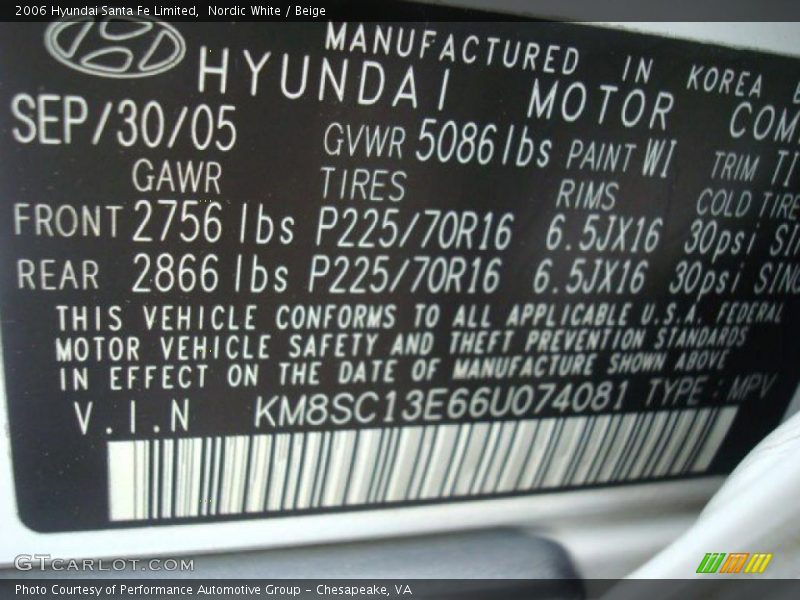 2006 Hyundai Santa Fe Limited, Nordic White / Beige
MANUFACTURED IN KOREA
HYUNDAI MOTOR
SEP/30/05 GVWR 5086lbs PAINT WI TRIM
GAWR TIRES RIMS COLD TIRE
FRONT 2756 lbs P225/70R16 6.5JX16 30psi
REAR 2866 lbs P225/70R16 6.5JX16 30psi
THIS VEHICLE CONFORMS TO ALL APPLICABLE U.S.A. FEDERAL
MOTOR VEHICLE SAFETY AND THEFT PREVENTION STANDARDS
IN EFFECT ON THE DATE OF MANUFACTURE SHOWN ABOVE
V.I.N KM8SC13E66U074081 TYPE : MPV
GTCARLOT.COM
Photo Courtesy of Performance Automotive Group - Chesapeake, VA